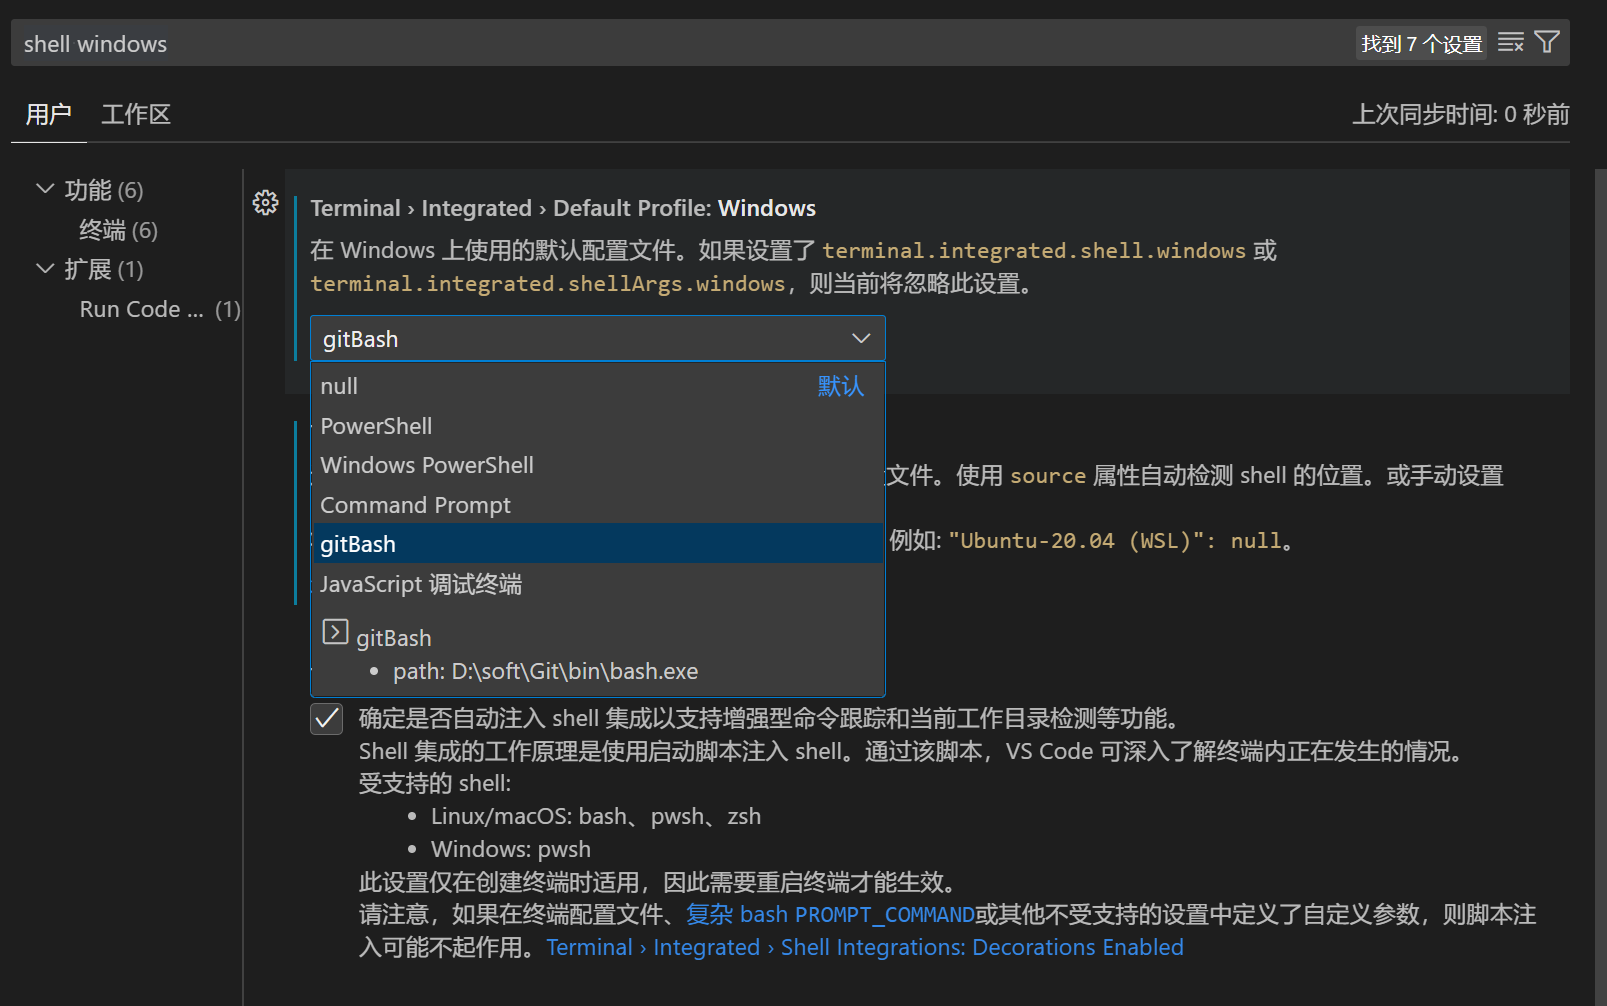 shell windows
找到 7 个设置
用户
工作区
上次同步时间: 0 秒前
功能 (6)
终端 (6)
扩展 (1)
Run Code ... (1)
Terminal › Integrated › Default Profile: Windows
在 Windows 上使用的默认配置文件。如果设置了 terminal.integrated.shell.windows 或
terminal.integrated.shellArgs.windows，则当前将忽略此设置。
gitBash
null
默认
PowerShell
Windows PowerShell
Command Prompt
gitBash
JavaScript 调试终端
gitBash
• path: D:\soft\Git\bin\bash.exe
文件。使用 source 属性自动检测 shell 的位置。或手动设置
例如: "Ubuntu-20.04 (WSL)": null。
确定是否自动注入 shell 集成以支持增强型命令跟踪和当前工作目录检测等功能。
Shell 集成的工作原理是使用启动脚本注入 shell。通过该脚本，VS Code 可深入了解终端内正在发生的情况。
受支持的 shell:
• Linux/macOS: bash、pwsh、zsh
• Windows: pwsh
此设置仅在创建终端时适用，因此需要重启终端才能生效。
请注意，如果在终端配置文件、复杂 bash PROMPT_COMMAND或其他不受支持的设置中定义了自定义参数，则脚本注
入可能不起作用。Terminal › Integrated › Shell Integrations: Decorations Enabled